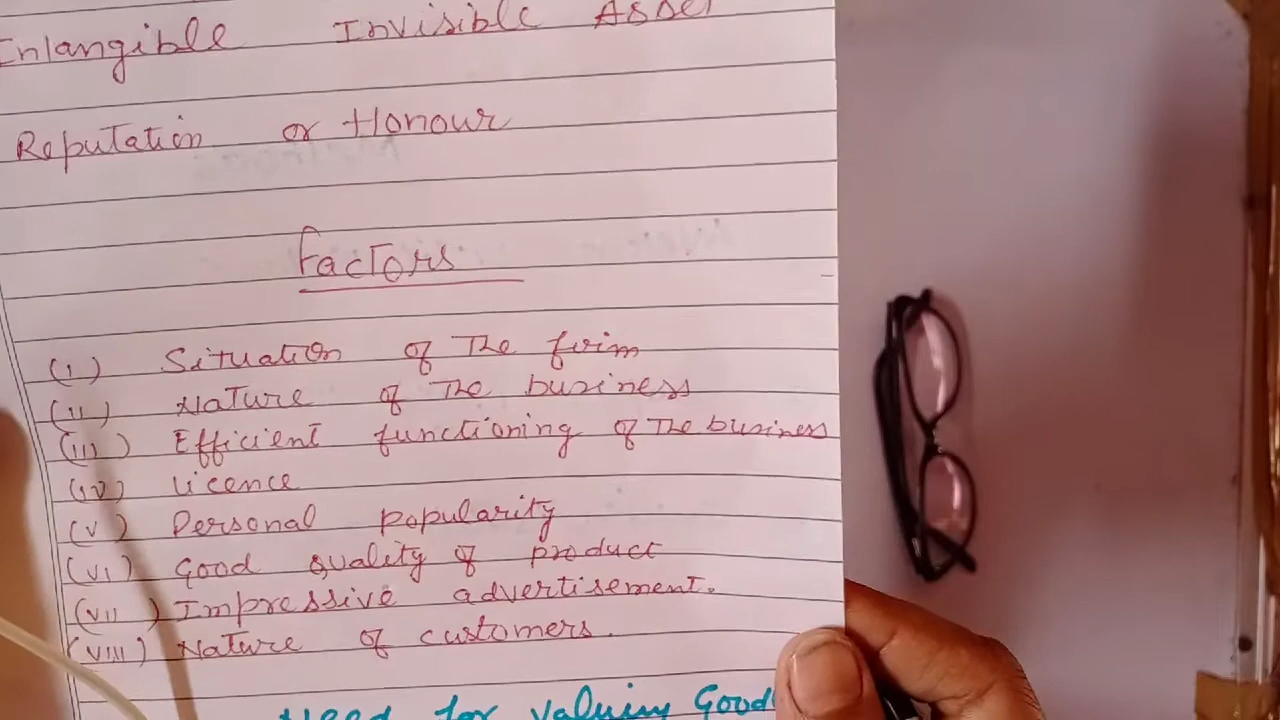 Intangible Invisible Asset
Reputation or Honour
Factors
(i) Situation of The firm
(ii) Nature of The business
(iii) Efficient functioning of The business
(iv) Licence
(v) Personal popularity
(vi) Good quality of product
(vii) Impressive advertisement.
(viii) Nature of customers.
Need for valuing Good